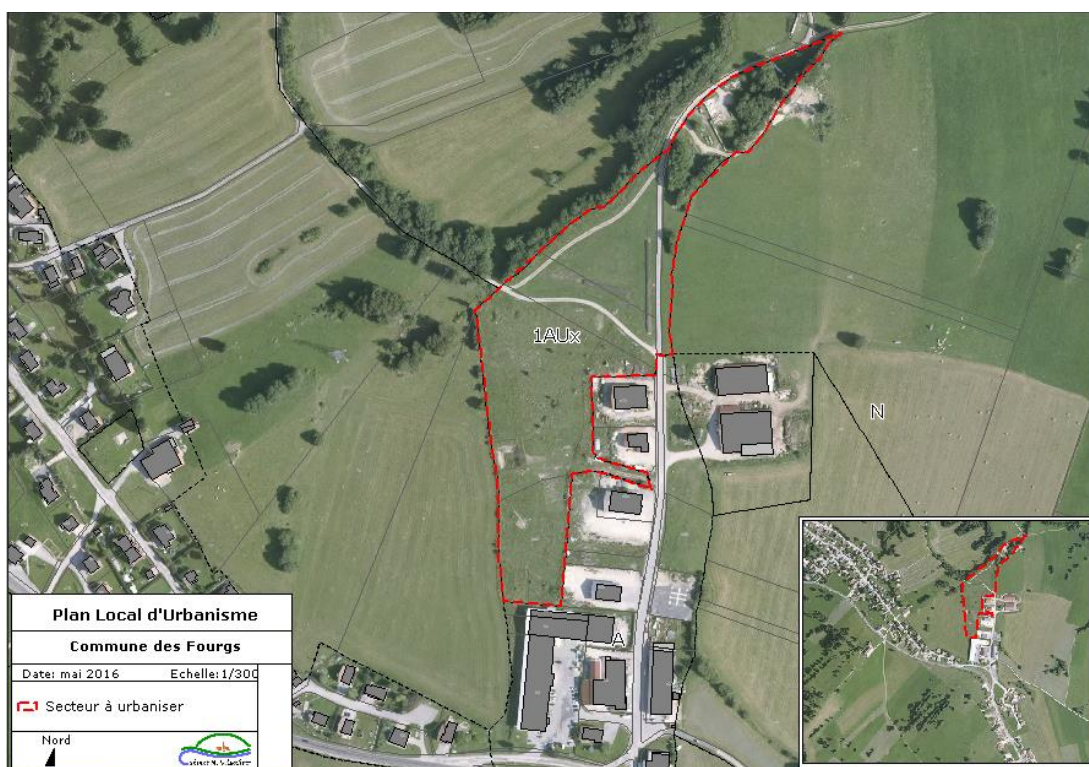 1AUx
N
A
Plan Local d'Urbanisme
Commune des Fourgs
Date: mai 2016 Echelle: 1/300
Secteur à urbaniser
Nord